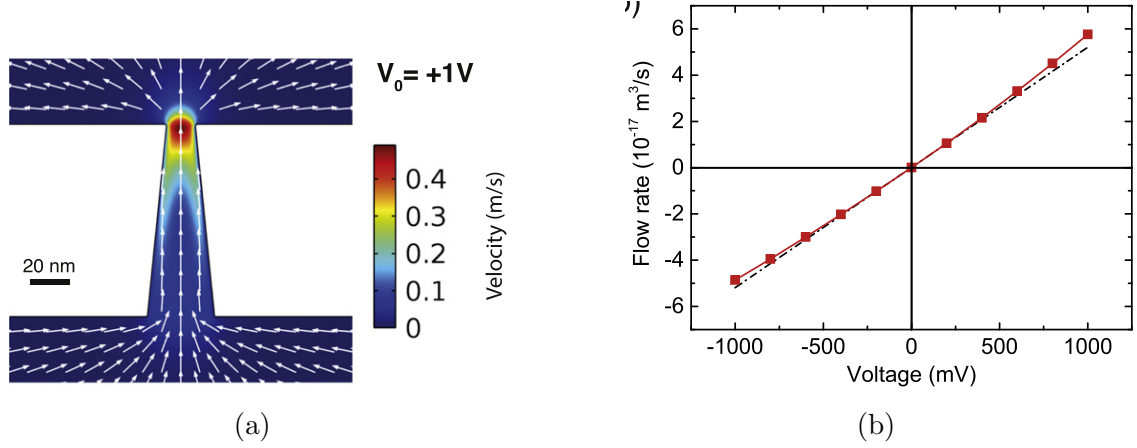 V0= +1V
0.4
0.3
0.2
0.1
0
Velocity (m/s)
20 nm
(a)
)
6
4
2
0
-2
-4
-6
Flow rate (10-17 m3/s)
-1000 -500 0 500 1000
Voltage (mV)
(b)